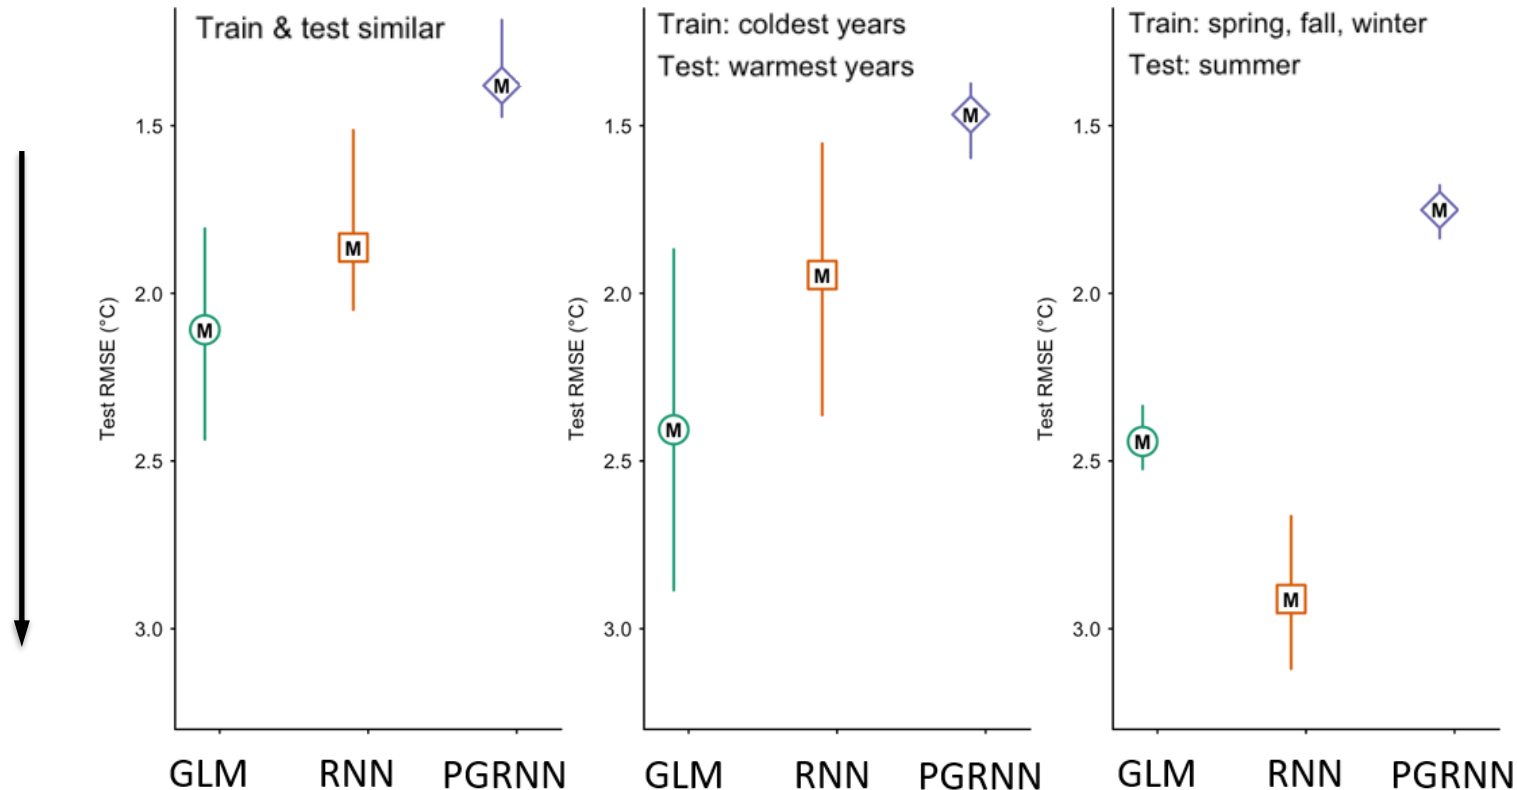 Train & test similar
1.5
2.0
2.5
3.0
Test RMSE (°C)
M
M
M
GLM RNN PGRNN
Train: coldest years
Test: warmest years
1.5
2.0
2.5
3.0
Test RMSE (°C)
M
M
M
GLM RNN PGRNN
Train: spring, fall, winter
Test: summer
1.5
2.0
2.5
3.0
Test RMSE (°C)
M
M
M
GLM RNN PGRNN